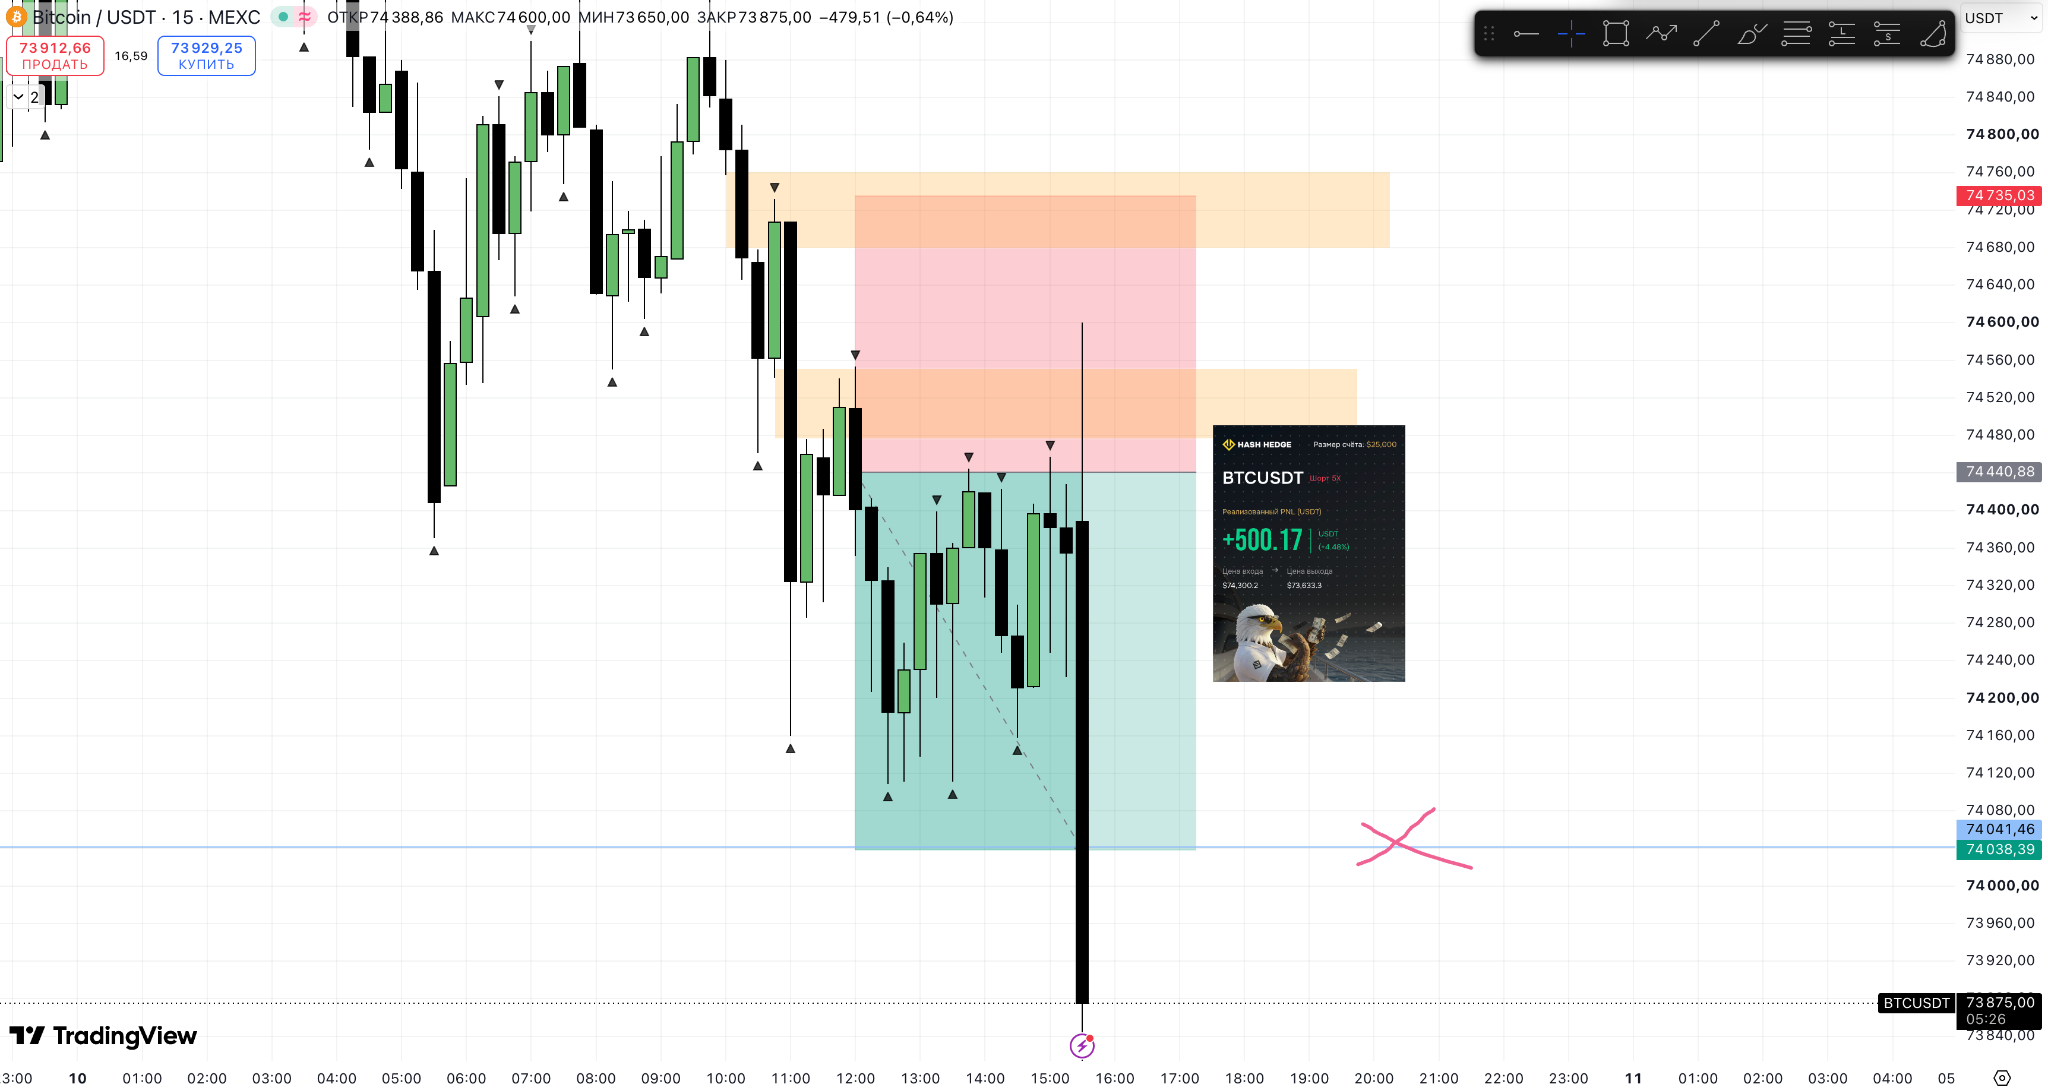 Bitcoin / USDT · 15 · MEXC ОТКР74 388,86 МАКС74 600,00 МИН73 650,00 ЗАКР73 875,00 −479,51 (−0,64%)
USDT
73 912,66
ПРОДАТЬ
16,59
73 929,25
КУПИТЬ
2
74 880,00
74 840,00
74 800,00
74 760,00
74 735,03
74 720,00
74 680,00
74 640,00
74 600,00
74 560,00
74 520,00
74 480,00
74 440,88
74 400,00
74 360,00
74 320,00
74 280,00
74 240,00
74 200,00
74 160,00
74 120,00
74 080,00
74 041,46
74 038,39
74 000,00
73 960,00
73 920,00
BTCUSDT 73 875,00
05:26
73 840,00
HASH HEDGE Размер счёта: $25,000
BTCUSDT Шорт 5X
Реализованный PNL (USDT)
+500.17 USDT
(+4.48%)
Цена входа → Цена выхода
$74,300.2 $73,633.3
TradingView
3:00 10 01:00 02:00 03:00 04:00 05:00 06:00 07:00 08:00 09:00 10:00 11:00 12:00 13:00 14:00 15:00 16:00 17:00 18:00 19:00 20:00 21:00 22:00 23:00 11 01:00 02:00 03:00 04:00 05